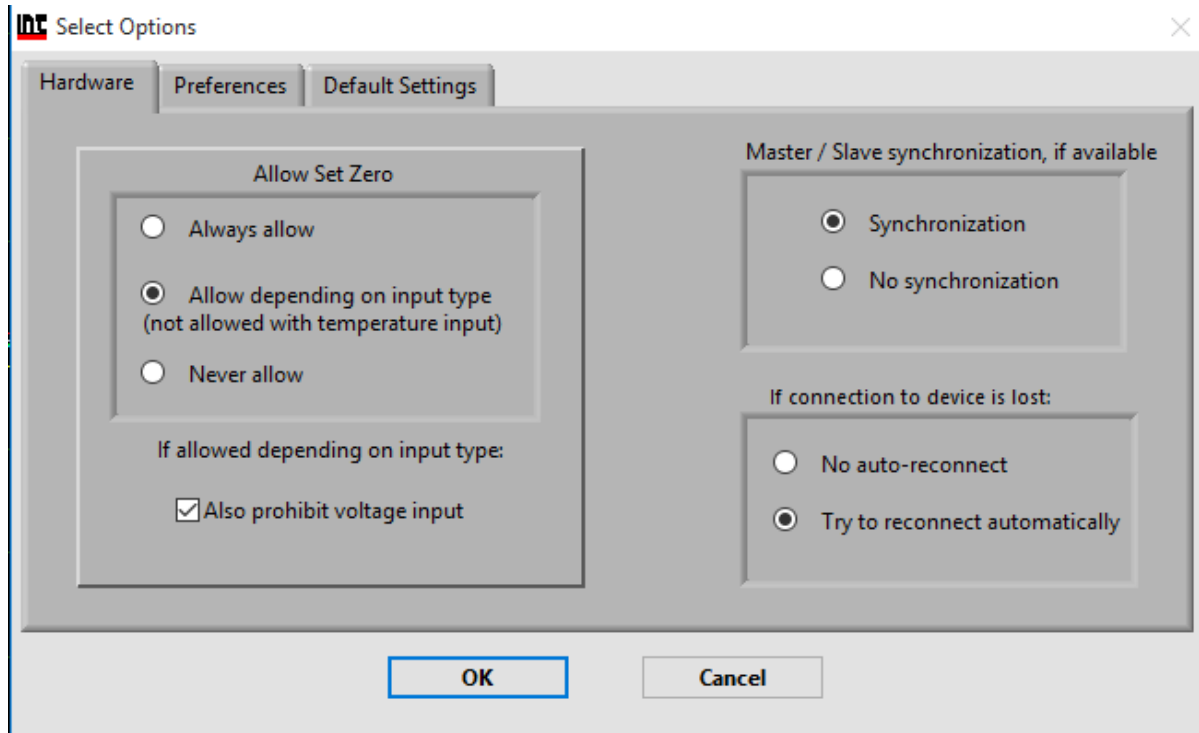 INT Select Options
Hardware Preferences Default Settings
Allow Set Zero
Always allow
Allow depending on input type
(not allowed with temperature input)
Never allow
If allowed depending on input type:
Also prohibit voltage input
Master / Slave synchronization, if available
Synchronization
No synchronization
If connection to device is lost:
No auto-reconnect
Try to reconnect automatically
OK Cancel